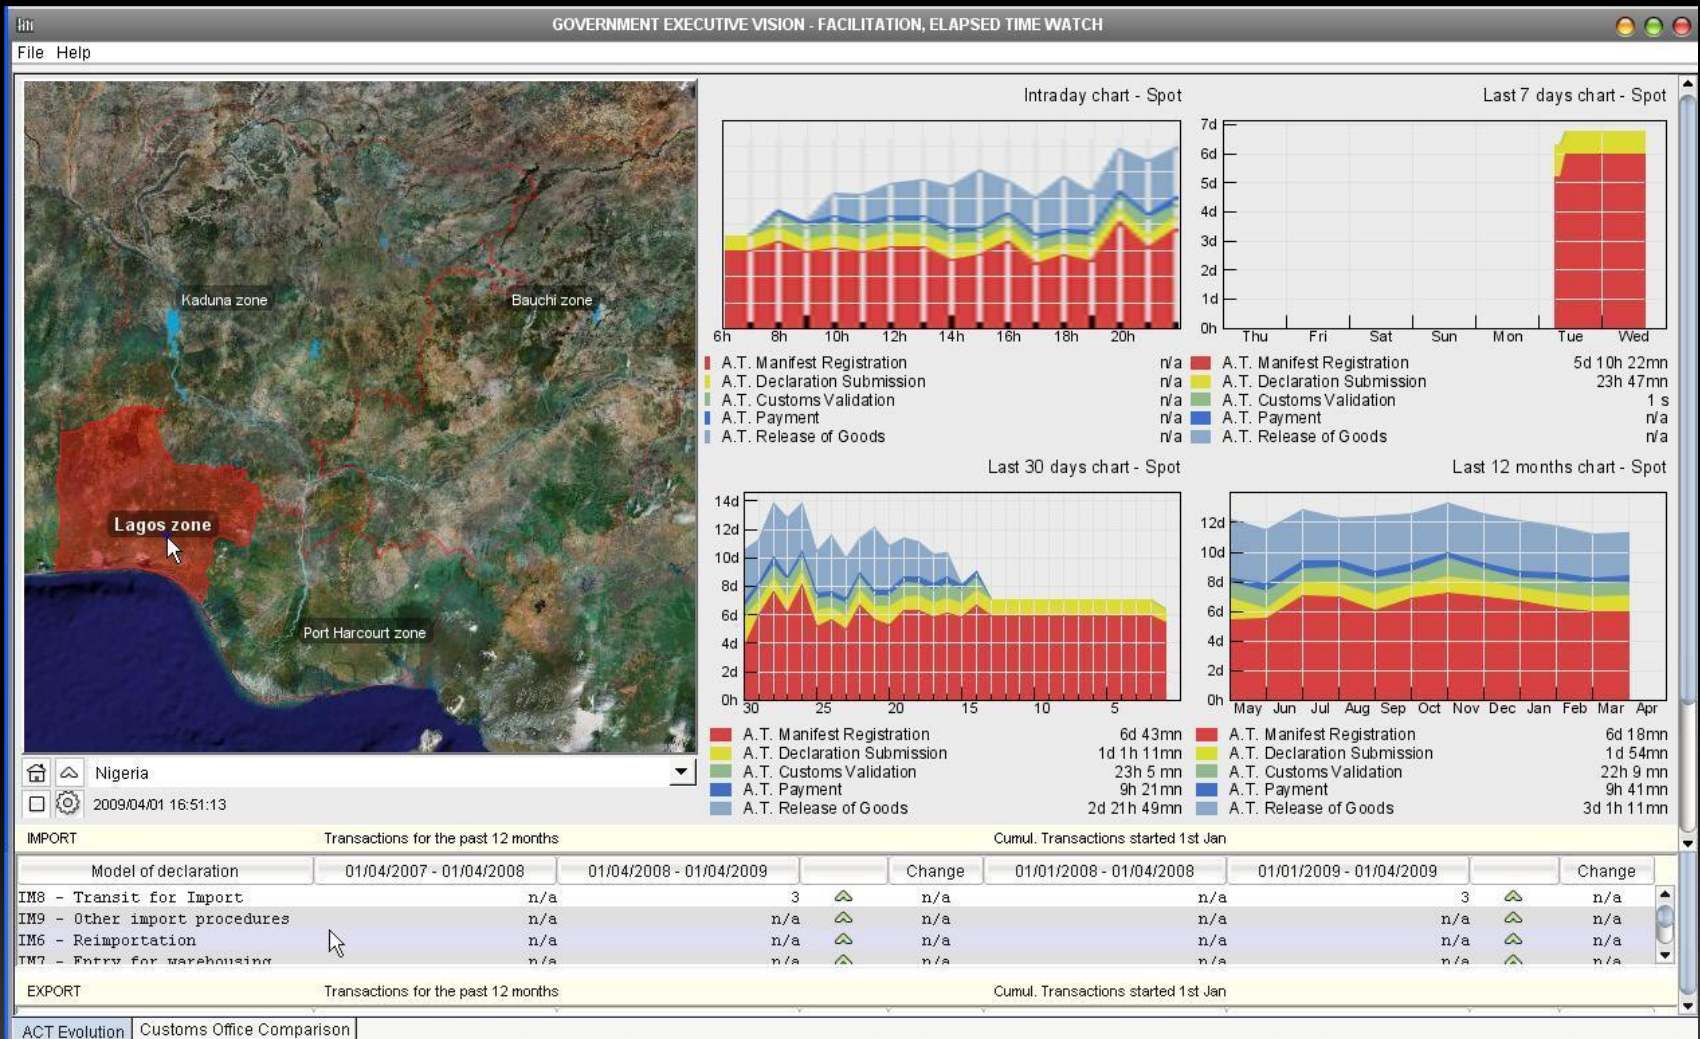 GOVERNMENT EXECUTIVE VISION - FACILITATION, ELAPSED TIME WATCH
File Help
Kaduna zone
Bauchi zone
Lagos zone
Port Harcourt zone
Nigeria
2009/04/01 16:51:13
Intraday chart - Spot
6h 8h 10h 12h 14h 16h 18h 20h
A.T. Manifest Registration n/a
A.T. Declaration Submission n/a
A.T. Customs Validation n/a
A.T. Payment n/a
A.T. Release of Goods n/a
Last 7 days chart - Spot
7d
6d
5d
4d
3d
2d
1d
0h
Thu Fri Sat Sun Mon Tue Wed
A.T. Manifest Registration 5d 10h 22mn
A.T. Declaration Submission 23h 47mn
A.T. Customs Validation 1 s
A.T. Payment n/a
A.T. Release of Goods n/a
Last 30 days chart - Spot
14d
12d
10d
8d
6d
4d
2d
0h
30 25 20 15 10 5
A.T. Manifest Registration 6d 43mn
A.T. Declaration Submission 1d 1h 11mn
A.T. Customs Validation 23h 5 mn
A.T. Payment 9h 21mn
A.T. Release of Goods 2d 21h 49mn
Last 12 months chart - Spot
12d
10d
8d
6d
4d
2d
0h
May Jun Jul Aug Sep Oct Nov Dec Jan Feb Mar Apr
A.T. Manifest Registration 6d 18mn
A.T. Declaration Submission 1d 54mn
A.T. Customs Validation 22h 9 mn
A.T. Payment 9h 41mn
A.T. Release of Goods 3d 1h 11mn
IMPORT Transactions for the past 12 months Cumul. Transactions started 1st Jan
Model of declaration 01/04/2007 - 01/04/2008 01/04/2008 - 01/04/2009 Change 01/01/2008 - 01/04/2008 01/01/2009 - 01/04/2009 Change
IM8 - Transit for Import n/a 3 n/a n/a 3 n/a
IM9 - Other import procedures n/a n/a n/a n/a n/a n/a
IM6 - Reimportation n/a n/a n/a n/a n/a n/a
IM7 - Entry for warehousing n/a n/a n/a n/a n/a n/a
EXPORT Transactions for the past 12 months Cumul. Transactions started 1st Jan
ACT Evolution Customs Office Comparison